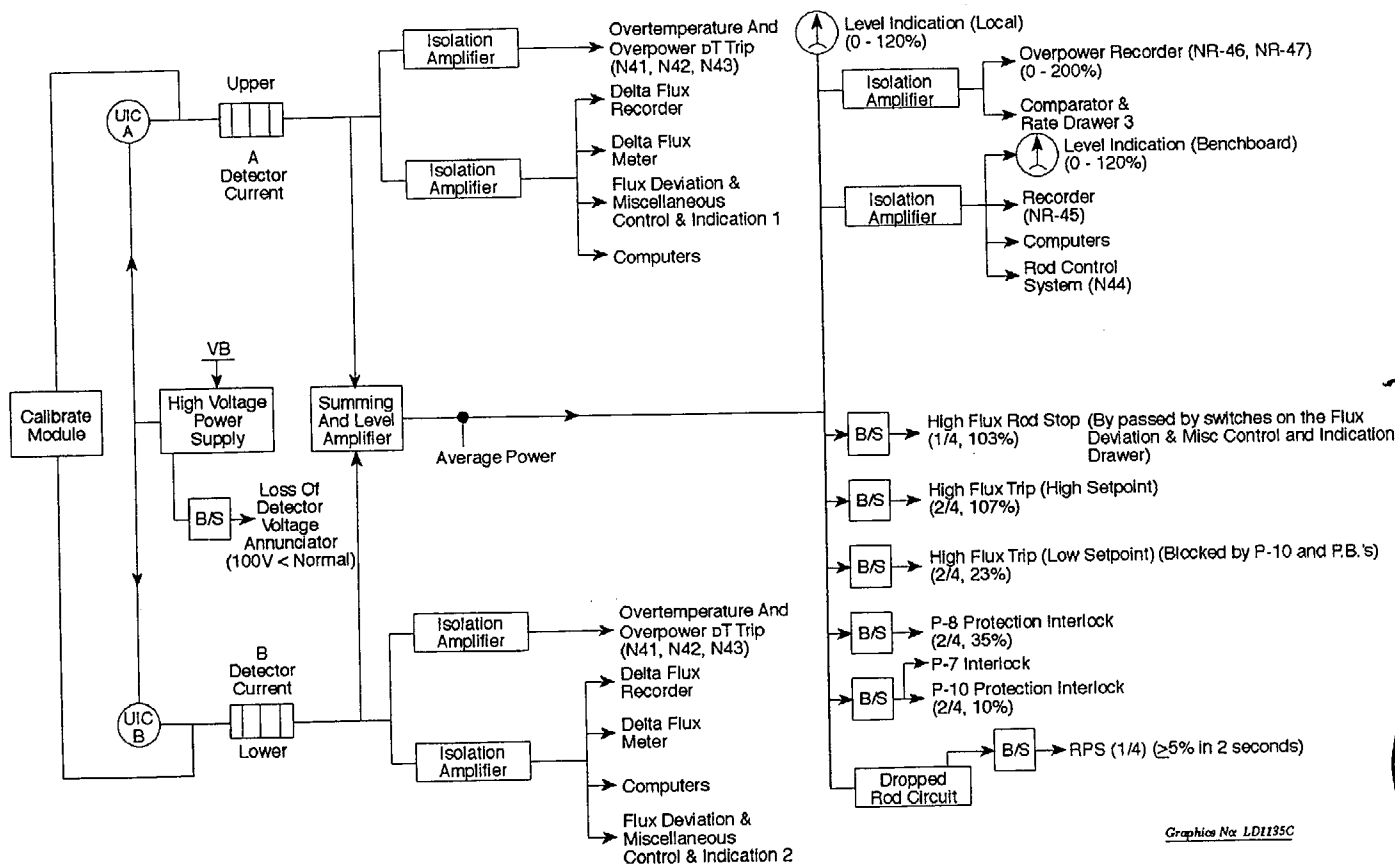 Isolation
Amplifier
Overtemperature And
Overpower DT Trip
(N41, N42, N43)
Upper
UIC
A
A
Detector
Current
Isolation
Amplifier
Delta Flux
Recorder
Delta Flux
Meter
Flux Deviation &
Miscellaneous
Control & Indication 1
Computers
Level Indication (Local)
(0 - 120%)
Isolation
Amplifier
Overpower Recorder (NR-46, NR-47)
(0 - 200%)
Comparator &
Rate Drawer 3
Level Indication (Benchboard)
(0 - 120%)
Isolation
Amplifier
Recorder
(NR-45)
Computers
Rod Control
System (N44)
VB
Calibrate
Module
High Voltage
Power
Supply
Summing
And Level
Amplifier
Average Power
B/S
Loss Of
Detector
Voltage
Annunciator
(100V < Normal)
B/S
High Flux Rod Stop (By passed by switches on the Flux
(1/4, 103%) Deviation & Misc Control and Indication
Drawer)
B/S
High Flux Trip (High Setpoint)
(2/4, 107%)
B/S
High Flux Trip (Low Setpoint) (Blocked by P-10 and P.B.'s)
(2/4, 23%)
B/S
P-8 Protection Interlock
(2/4, 35%)
P-7 Interlock
B/S
P-10 Protection Interlock
(2/4, 10%)
B/S
RPS (1/4) (≥5% in 2 seconds)
Dropped
Rod Circuit
B
Detector
Current
UIC
B
Lower
Isolation
Amplifier
Overtemperature And
Overpower DT Trip
(N41, N42, N43)
Isolation
Amplifier
Delta Flux
Recorder
Delta Flux
Meter
Computers
Flux Deviation &
Miscellaneous
Control & Indication 2
Graphics No: LD1135C